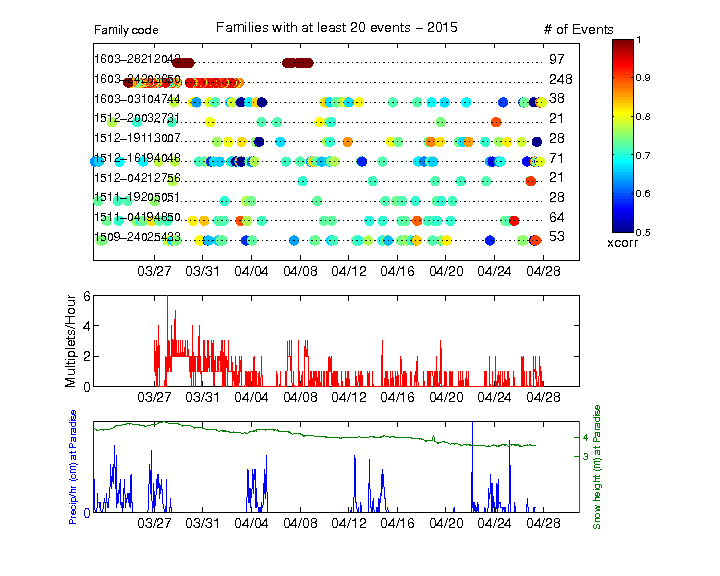 Family code
Families with at least 20 events − 2015
# of Events
1603−28212042 97
1603−24203650 248
1603−03104744 38
1512−20032731 21
1512−19113007 28
1512−16194048 71
1512−04212756 21
1511−19205051 28
1511−04194850 64
1509−24025433 53
03/27 03/31 04/04 04/08 04/12 04/16 04/20 04/24 04/28
1
0.9
0.8
0.7
0.6
0.5
xcorr
Multiplets/Hour
6
4
2
0
03/27 03/31 04/04 04/08 04/12 04/16 04/20 04/24 04/28
Precip/hr (cm) at Paradise
0
4
3
Snow height (m) at Paradise
03/27 03/31 04/04 04/08 04/12 04/16 04/20 04/24 04/28